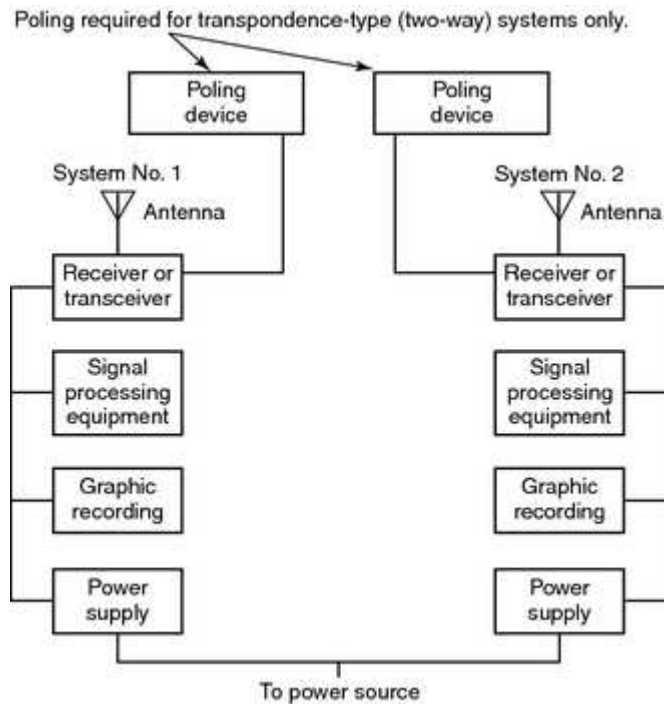 Poling required for transpondence-type (two-way) systems only.
Poling
device
Poling
device
System No. 1
Antenna
System No. 2
Antenna
Receiver or
transceiver
Receiver or
transceiver
Signal
processing
equipment
Signal
processing
equipment
Graphic
recording
Graphic
recording
Power
supply
Power
supply
To power source